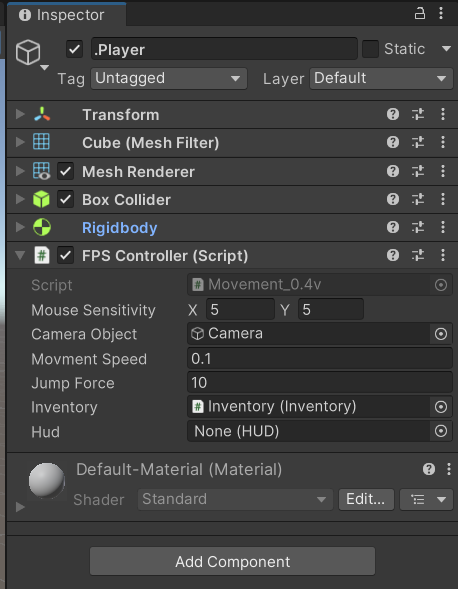 Inspector
.Player
Static
Tag Untagged Layer Default
Transform
Cube (Mesh Filter)
Mesh Renderer
Box Collider
Rigidbody
FPS Controller (Script)
Script Movement_0.4v
Mouse Sensitivity X 5 Y 5
Camera Object Camera
Movment Speed 0.1
Jump Force 10
Inventory Inventory (Inventory)
Hud None (HUD)
Default-Material (Material)
Shader Standard Edit...
Add Component